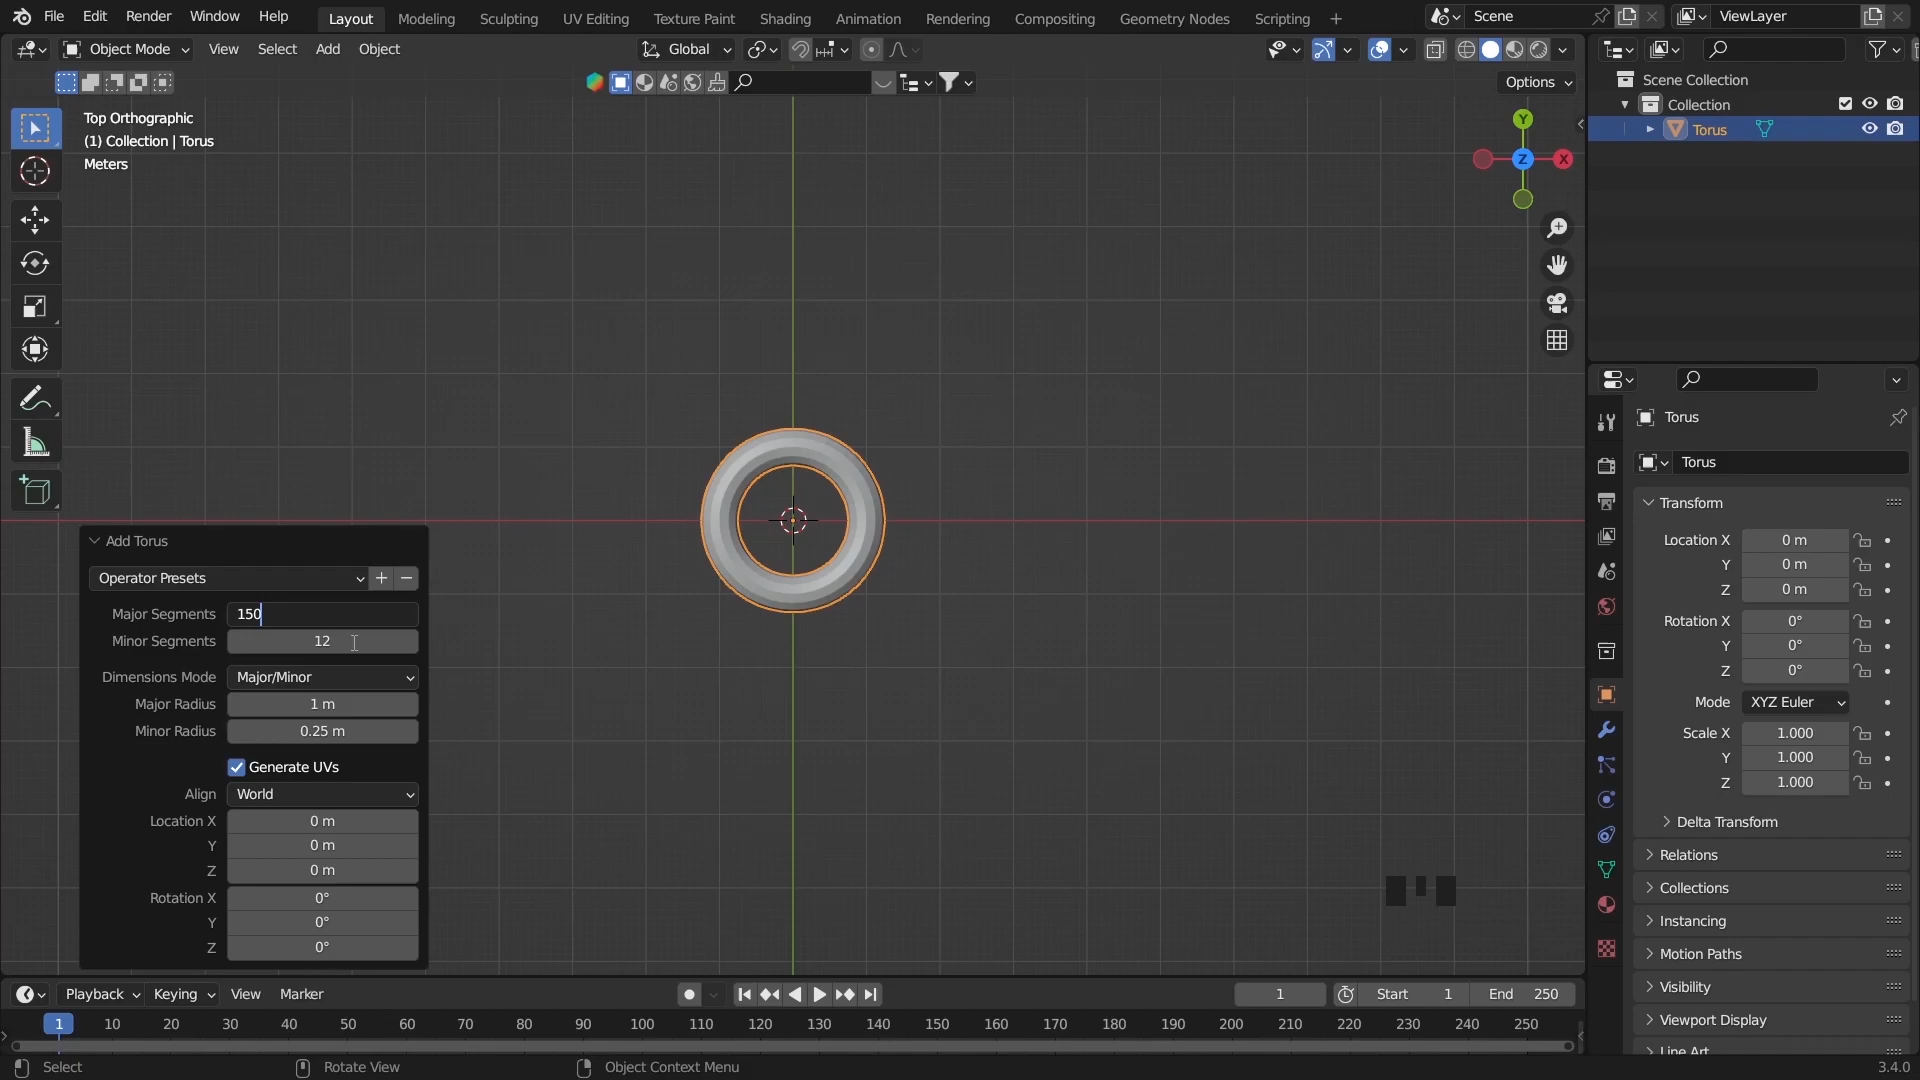 File Edit Render Window Help Layout Modeling Sculpting UV Editing Texture Paint Shading Animation Rendering Compositing Geometry Nodes Scripting + Scene ViewLayer
Object Mode View Select Add Object Global
Options
Top Orthographic
(1) Collection | Torus
Meters
Y
Z
X
Scene Collection
Collection
Torus
Torus
Torus
Transform
Location X 0 m
Y 0 m
Z 0 m
Rotation X 0°
Y 0°
Z 0°
Mode XYZ Euler
Scale X 1.000
Y 1.000
Z 1.000
Delta Transform
Relations
Collections
Instancing
Motion Paths
Visibility
Viewport Display
Line Art
Add Torus
Operator Presets
Major Segments 150
Minor Segments 12
Dimensions Mode Major/Minor
Major Radius 1 m
Minor Radius 0.25 m
Generate UVs
Align World
Location X 0 m
Y 0 m
Z 0 m
Rotation X 0°
Y 0°
Z 0°
Playback Keying View Marker 1 Start 1 End 250
1 10 20 30 40 50 60 70 80 90 100 110 120 130 140 150 160 170 180 190 200 210 220 230 240 250
Select Rotate View Object Context Menu 3.4.0